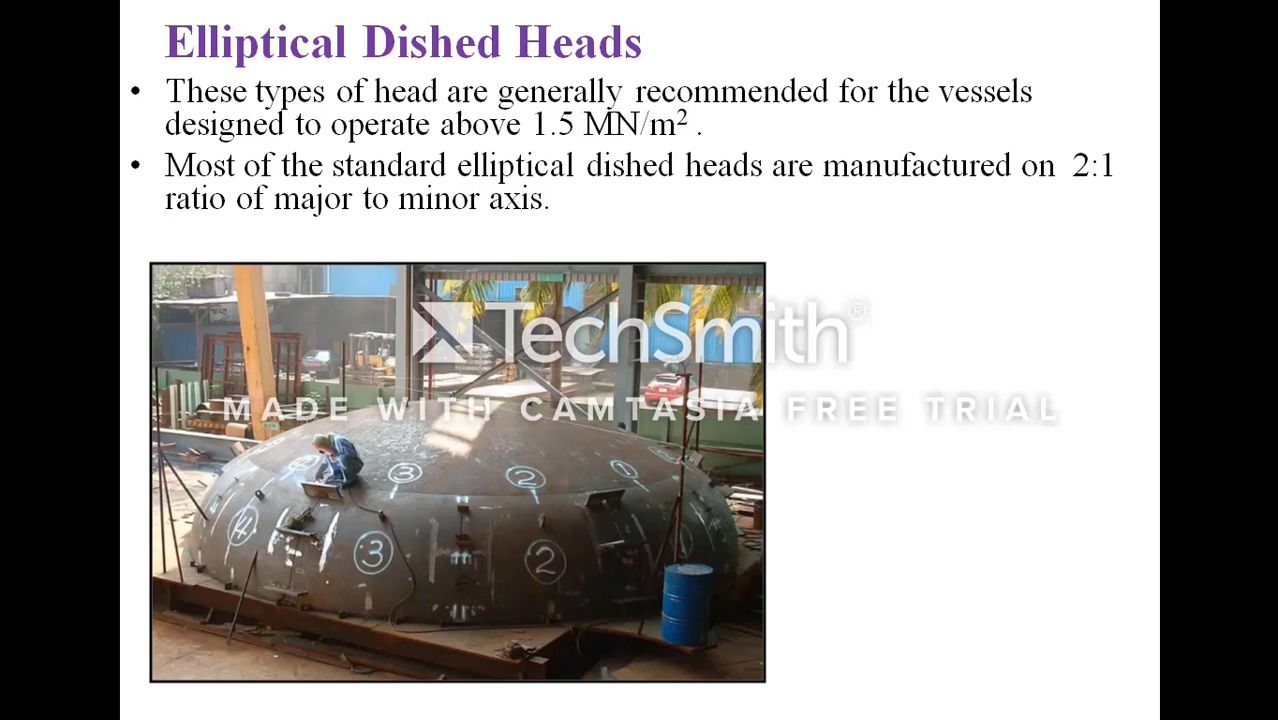 Elliptical Dished Heads
• These types of head are generally recommended for the vessels
designed to operate above 1.5 MN/m² .
• Most of the standard elliptical dished heads are manufactured on 2:1
ratio of major to minor axis.
TechSmith®
MADE WITH CAMTASIA FREE TRIAL
3 2 1
4 3 2